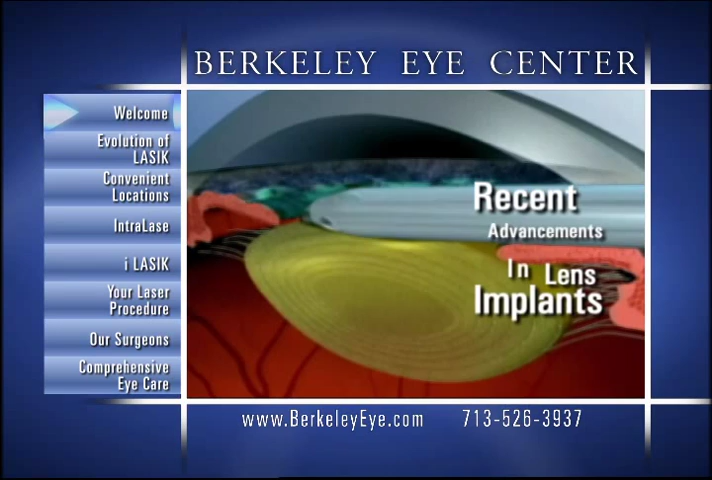 BERKELEY EYE CENTER
Welcome
Evolution of
LASIK
Convenient
Locations
IntraLase
i LASIK
Your Laser
Procedure
Our Surgeons
Comprehensive
Eye Care
Recent
Advancements
In Lens
Implants
www.BerkeleyEye.com 713-526-3937